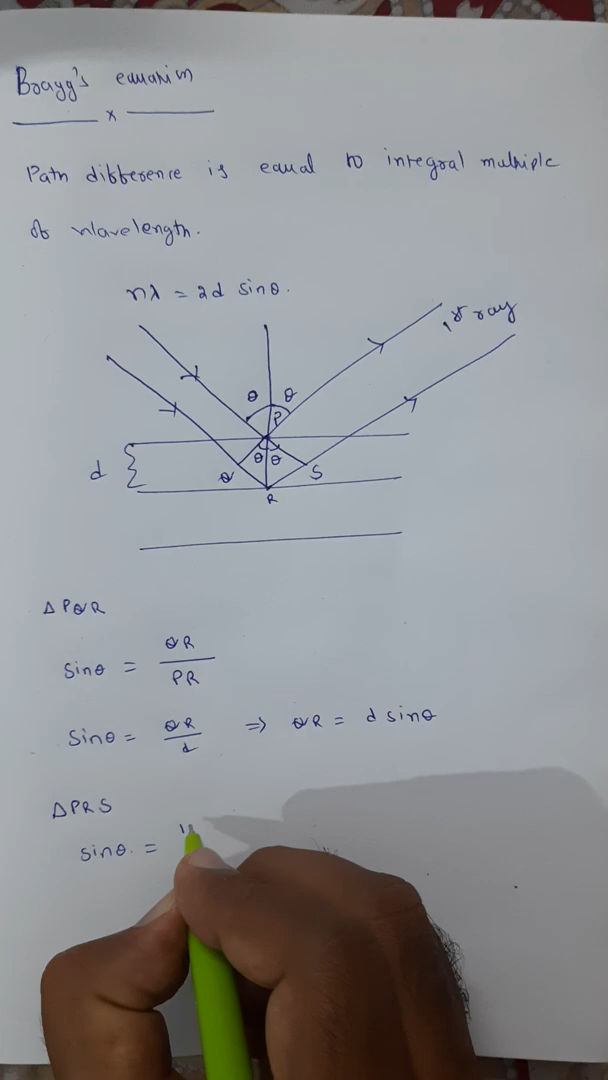 Bragg's equation
x
Path difference is equal to integral multiple
of wavelength.
nλ = 2d sinθ.
γ ray
θ θ
P
d
θ θ
Q S
R
Δ PQR
sinθ = QR / PR
sinθ = QR / d ⇒ QR = d sinθ
ΔPRS
sinθ. =